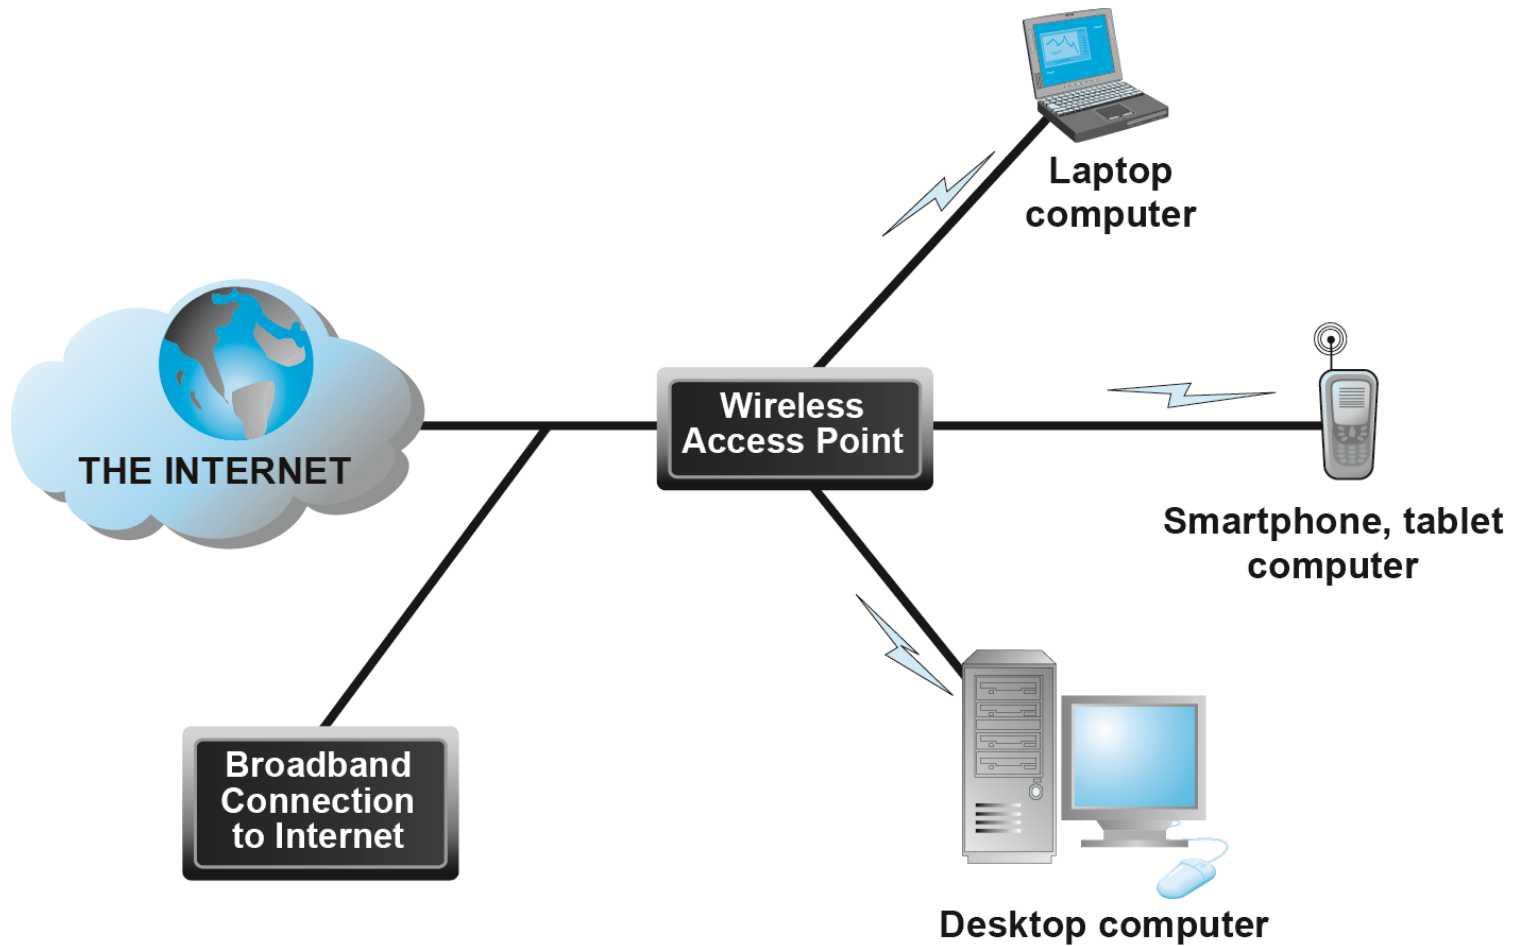 Laptop
computer
THE INTERNET
Wireless
Access Point
Smartphone, tablet
computer
Broadband
Connection
to Internet
Desktop computer